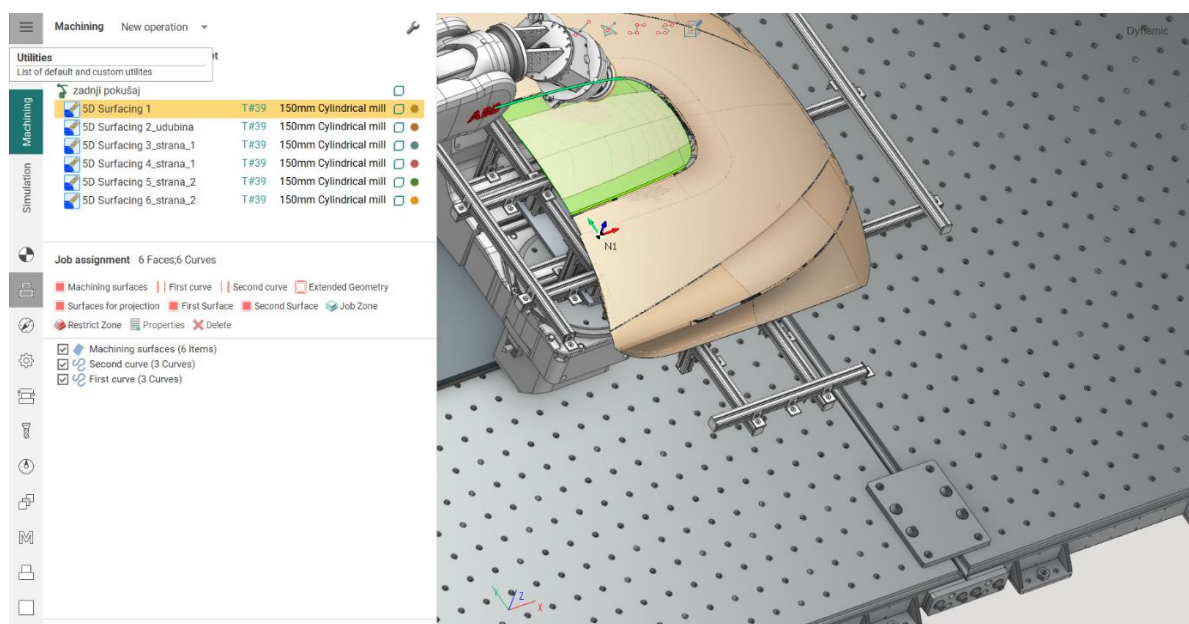 Machining New operation
Dynamic
Utilities
List of default and custom utilites
zadnji pokušaj
5D Surfacing 1 T#39 150mm Cylindrical mill
5D Surfacing 2_udubina T#39 150mm Cylindrical mill
5D Surfacing 3_strana_1 T#39 150mm Cylindrical mill
5D Surfacing 4_strana_1 T#39 150mm Cylindrical mill
5D Surfacing 5_strana_2 T#39 150mm Cylindrical mill
5D Surfacing 6_strana_2 T#39 150mm Cylindrical mill
Machining
Simulation
Job assignment 6 Faces;6 Curves
Machining surfaces First curve Second curve Extended Geometry
Surfaces for projection First Surface Second Surface Job Zone
Restrict Zone Properties Delete
Machining surfaces (6 Items)
Second curve (3 Curves)
First curve (3 Curves)
N1
Z
X